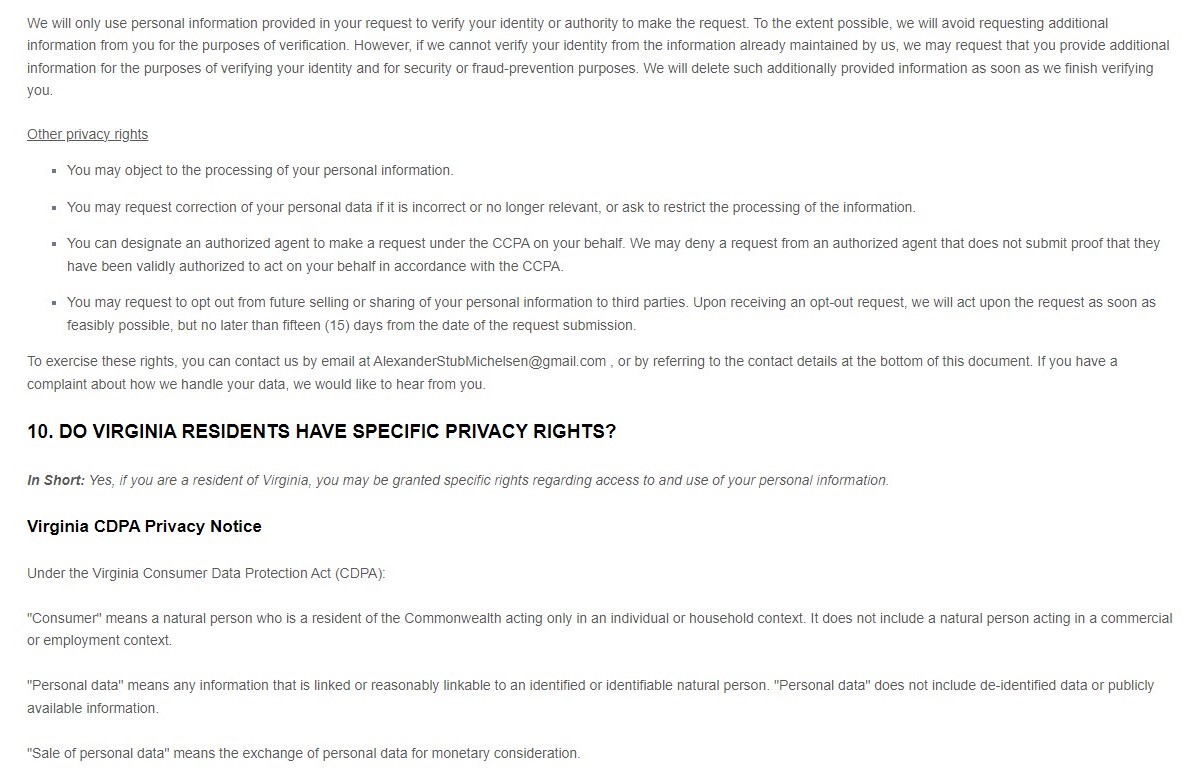 We will only use personal information provided in your request to verify your identity or authority to make the request. To the extent possible, we will avoid requesting additional
information from you for the purposes of verification. However, if we cannot verify your identity from the information already maintained by us, we may request that you provide additional
information for the purposes of verifying your identity and for security or fraud-prevention purposes. We will delete such additionally provided information as soon as we finish verifying
you.
Other privacy rights
▪ You may object to the processing of your personal information.
▪ You may request correction of your personal data if it is incorrect or no longer relevant, or ask to restrict the processing of the information.
▪ You can designate an authorized agent to make a request under the CCPA on your behalf. We may deny a request from an authorized agent that does not submit proof that they
have been validly authorized to act on your behalf in accordance with the CCPA.
▪ You may request to opt out from future selling or sharing of your personal information to third parties. Upon receiving an opt-out request, we will act upon the request as soon as
feasibly possible, but no later than fifteen (15) days from the date of the request submission.
To exercise these rights, you can contact us by email at AlexanderStubMichelsen@gmail.com , or by referring to the contact details at the bottom of this document. If you have a
complaint about how we handle your data, we would like to hear from you.
10. DO VIRGINIA RESIDENTS HAVE SPECIFIC PRIVACY RIGHTS?
In Short: Yes, if you are a resident of Virginia, you may be granted specific rights regarding access to and use of your personal information.
Virginia CDPA Privacy Notice
Under the Virginia Consumer Data Protection Act (CDPA):
"Consumer" means a natural person who is a resident of the Commonwealth acting only in an individual or household context. It does not include a natural person acting in a commercial
or employment context.
"Personal data" means any information that is linked or reasonably linkable to an identified or identifiable natural person. "Personal data" does not include de-identified data or publicly
available information.
"Sale of personal data" means the exchange of personal data for monetary consideration.